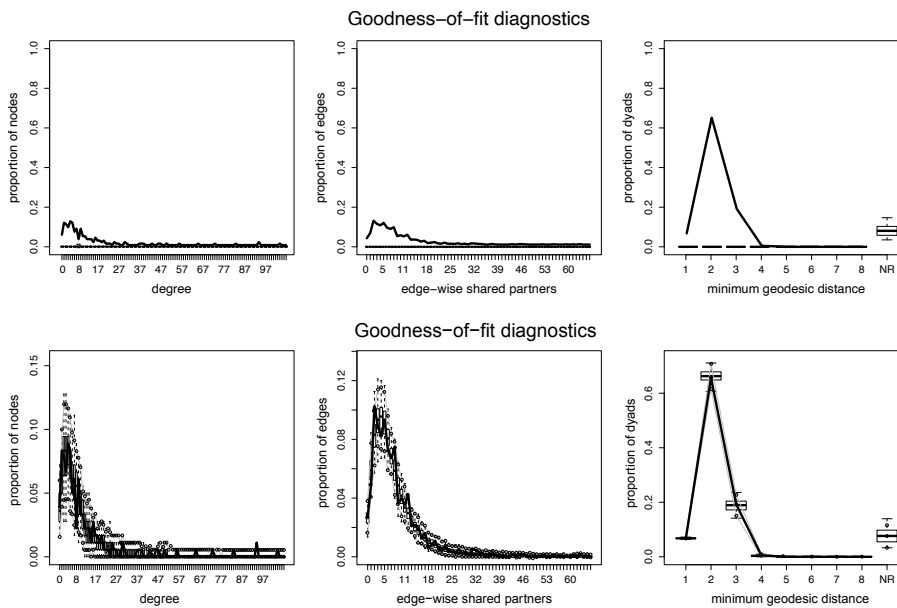 Goodness−of−fit diagnostics
proportion of nodes
1.0
0.8
0.6
0.4
0.2
0.0
0 8 17 27 37 47 57 67 77 87 97
degree
proportion of edges
1.0
0.8
0.6
0.4
0.2
0.0
0 5 11 18 25 32 39 46 53 60
edge−wise shared partners
proportion of dyads
1.0
0.8
0.6
0.4
0.2
0.0
1 2 3 4 5 6 7 8 NR
minimum geodesic distance
Goodness−of−fit diagnostics
proportion of nodes
0.15
0.10
0.05
0.00
0 8 17 27 37 47 57 67 77 87 97
degree
proportion of edges
0.12
0.08
0.04
0.00
0 5 11 18 25 32 39 46 53 60
edge−wise shared partners
proportion of dyads
0.6
0.4
0.2
0.0
1 2 3 4 5 6 7 8 NR
minimum geodesic distance